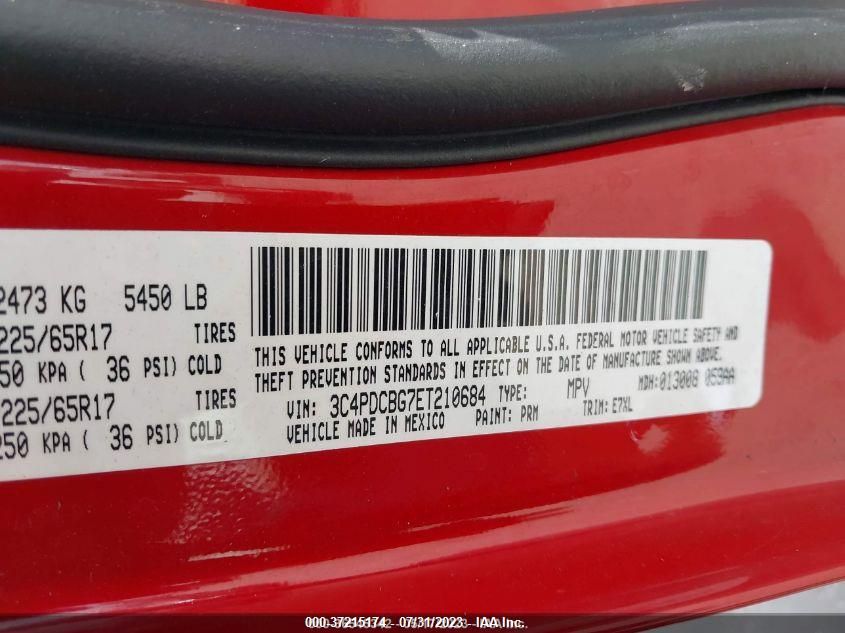 2473 KG 5450 LB
225/65R17 TIRES
50 KPA ( 36 PSI) COLD
225/65R17 TIRES
250 KPA ( 36 PSI) COLD
THIS VEHICLE CONFORMS TO ALL APPLICABLE U.S.A. FEDERAL MOTOR VEHICLE SAFETY AND
THEFT PREVENTION STANDARDS IN EFFECT ON THE DATE OF MANUFACTURE SHOWN ABOVE.
VIN: 3C4PDCBG7ET210684 TYPE: MPV MDH:013008 059AA
VEHICLE MADE IN MEXICO PAINT: PRM TRIM: E7XL
000-37215174 07/31/2023 IAA Inc.